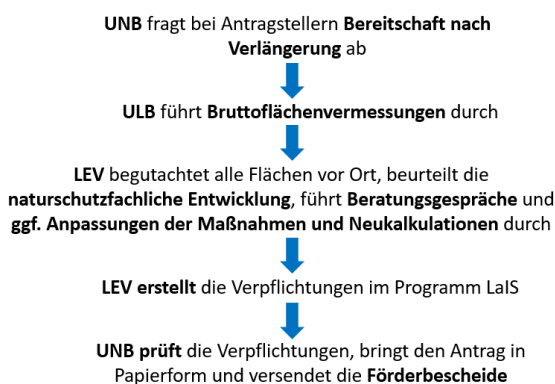 UNB fragt bei Antragstellern Bereitschaft nach
Verlängerung ab
ULB führt Bruttoflächenvermessungen durch
LEV begutachtet alle Flächen vor Ort, beurteilt die
naturschutzfachliche Entwicklung, führt Beratungsgespräche und
ggf. Anpassungen der Maßnahmen und Neukalkulationen durch
LEV erstellt die Verpflichtungen im Programm LaIS
UNB prüft die Verpflichtungen, bringt den Antrag in
Papierform und versendet die Förderbescheide